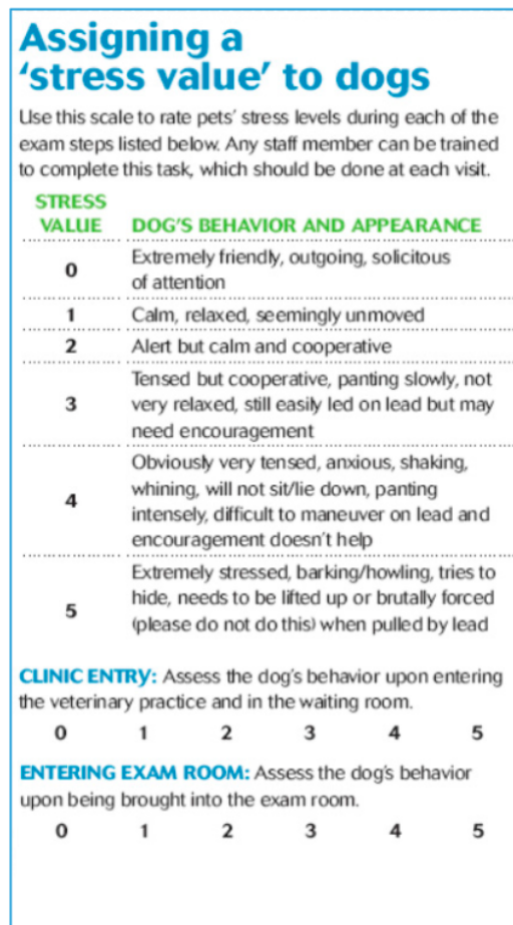 Assigning a
‘stress value’ to dogs
Use this scale to rate pets’ stress levels during each of the
exam steps listed below. Any staff member can be trained
to complete this task, which should be done at each visit.
STRESS
VALUE DOG’S BEHAVIOR AND APPEARANCE
0 Extremely friendly, outgoing, solicitous
of attention
1 Calm, relaxed, seemingly unmoved
2 Alert but calm and cooperative
3 Tensed but cooperative, panting slowly, not
very relaxed, still easily led on lead but may
need encouragement
4 Obviously very tensed, anxious, shaking,
whining, will not sit/lie down, panting
intensely, difficult to maneuver on lead and
encouragement doesn’t help
5 Extremely stressed, barking/howling, tries to
hide, needs to be lifted up or brutally forced
(please do not do this) when pulled by lead
CLINIC ENTRY: Assess the dog’s behavior upon entering
the veterinary practice and in the waiting room.
0 1 2 3 4 5
ENTERING EXAM ROOM: Assess the dog’s behavior
upon being brought into the exam room.
0 1 2 3 4 5